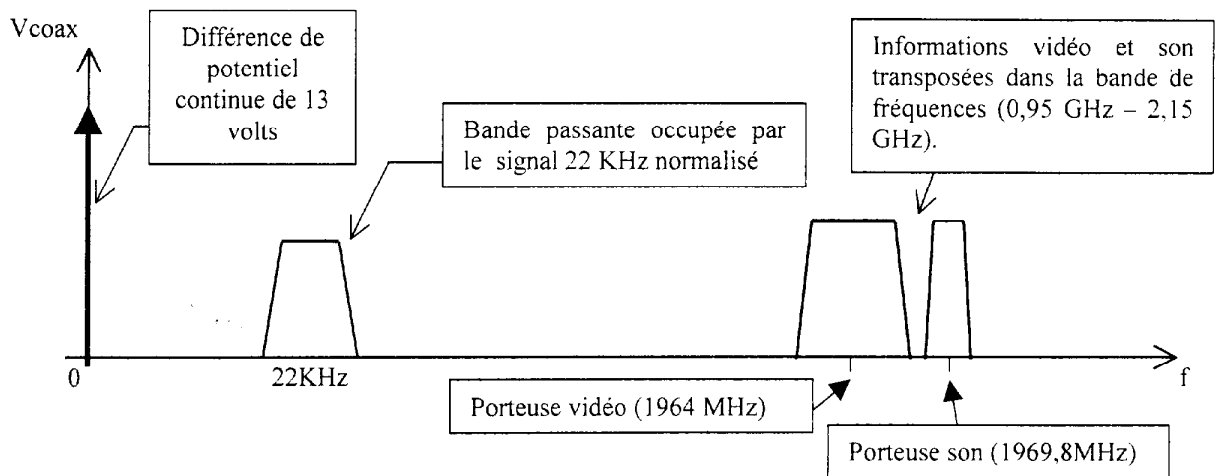 Vcoax
Différence de
potentiel
continue de 13
volts
Bande passante occupée par
le signal 22 KHz normalisé
Informations vidéo et son
transposées dans la bande de
fréquences (0,95 GHz – 2,15
GHz).
0
22KHz
f
Porteuse vidéo (1964 MHz)
Porteuse son (1969,8MHz)